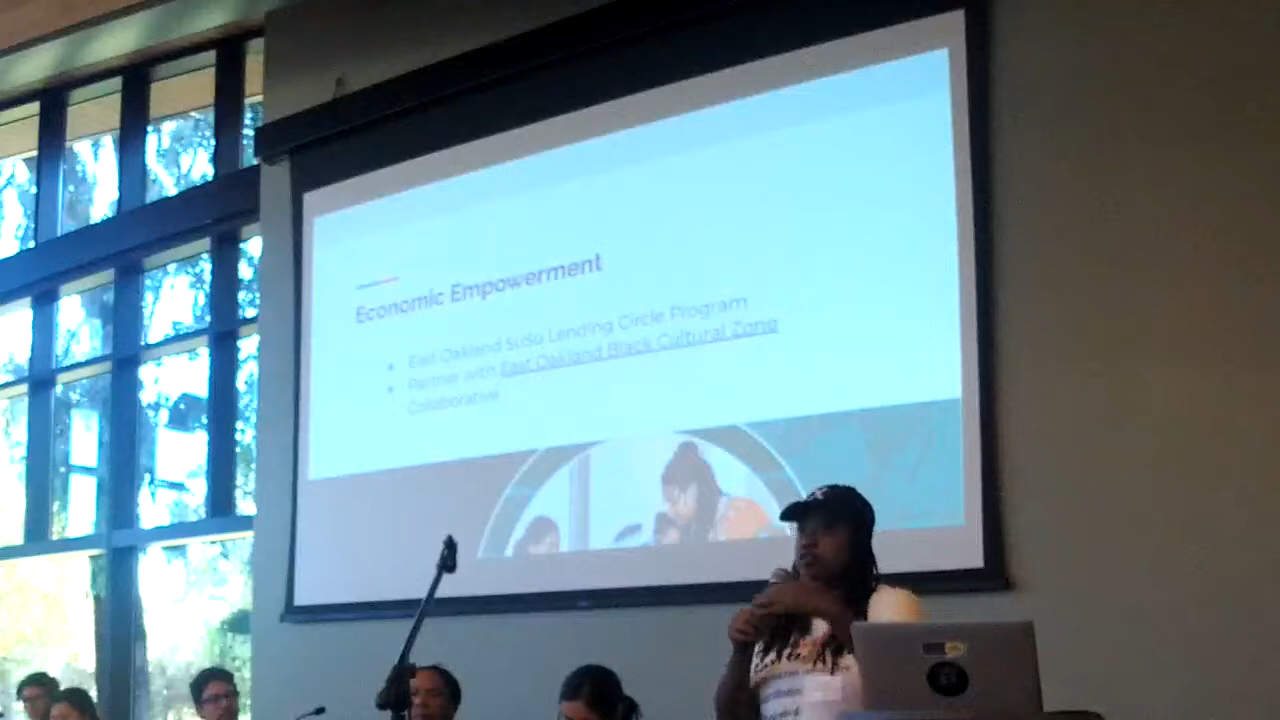 Economic Empowerment
East Oakland SuSu Lending Circle Program
Partner with East Oakland Black Cultural Zone
Collaborative